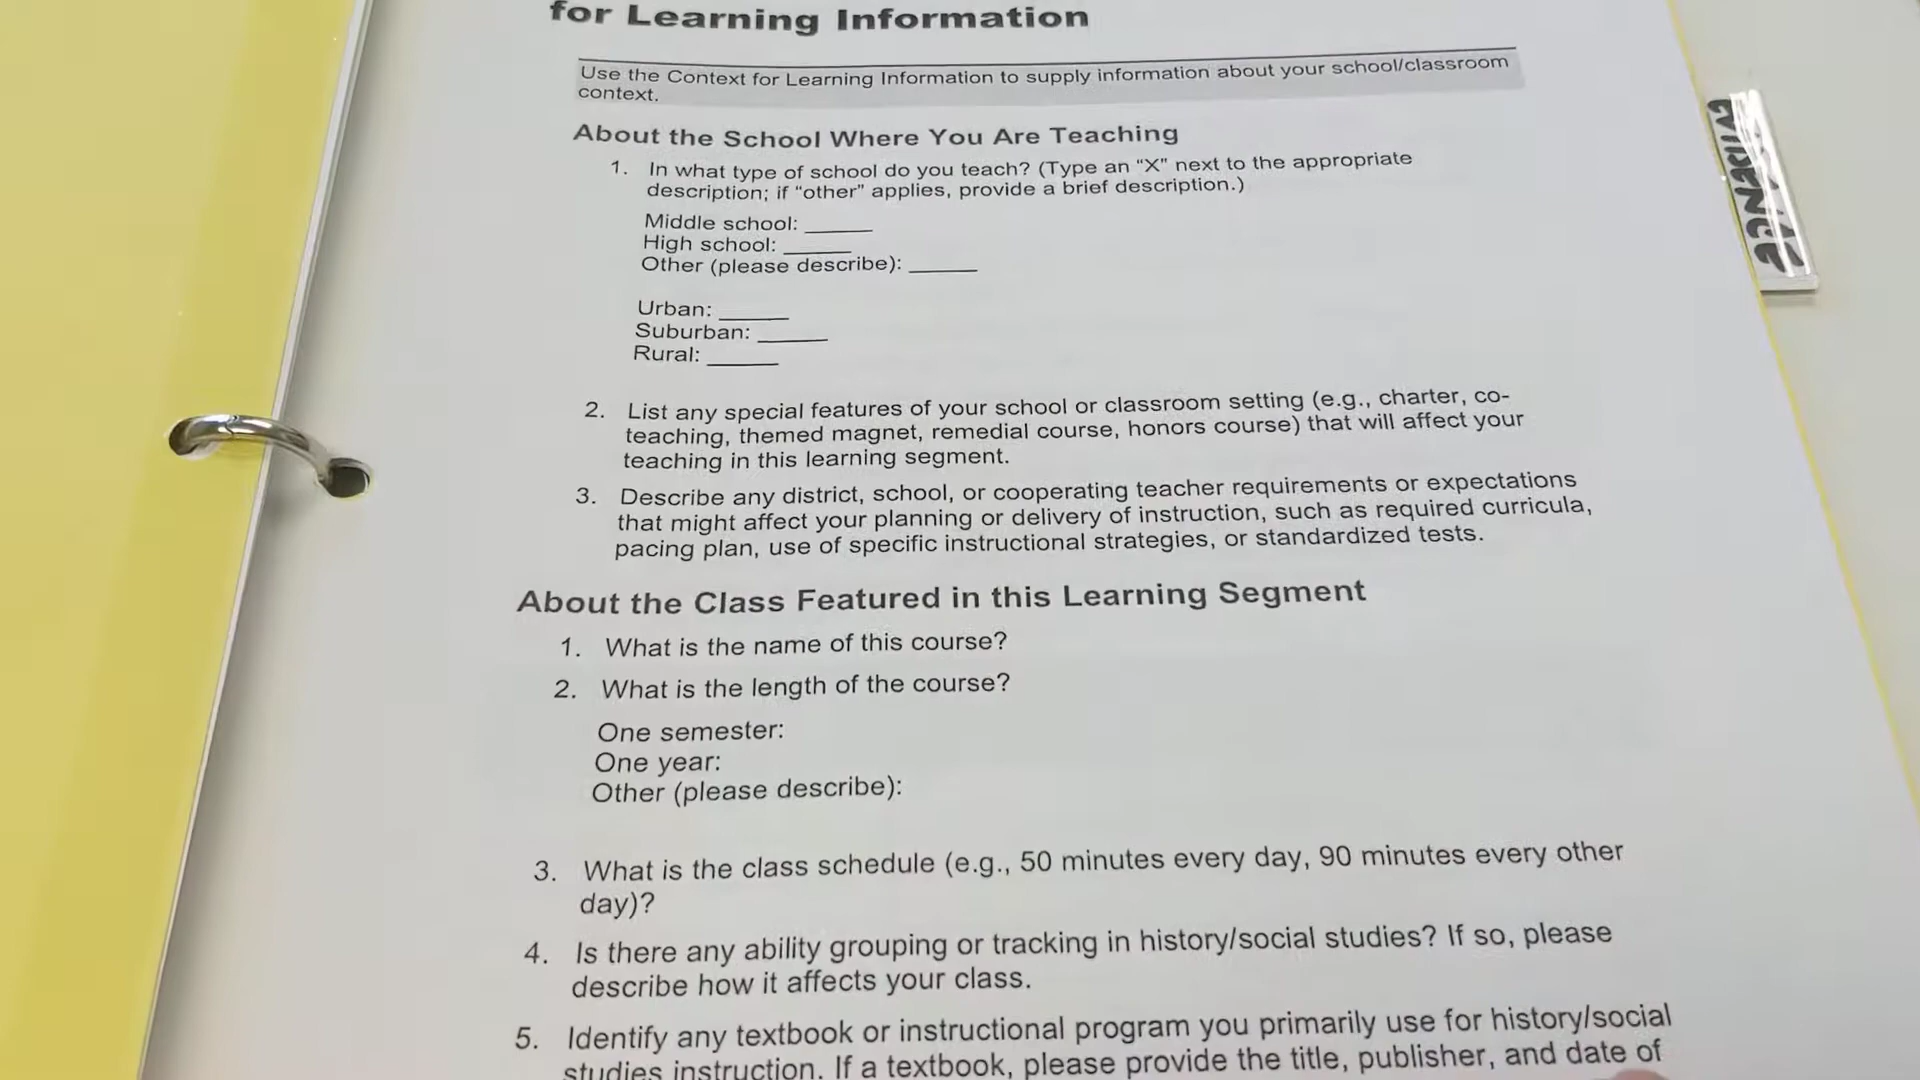 for Learning Information
Use the Context for Learning Information to supply information about your school/classroom
context.
About the School Where You Are Teaching
1. In what type of school do you teach? (Type an “X” next to the appropriate
description; if “other” applies, provide a brief description.)
Middle school: _____
High school: _____
Other (please describe): _____
Urban: _____
Suburban: _____
Rural: _____
2. List any special features of your school or classroom setting (e.g., charter, co-
teaching, themed magnet, remedial course, honors course) that will affect your
teaching in this learning segment.
3. Describe any district, school, or cooperating teacher requirements or expectations
that might affect your planning or delivery of instruction, such as required curricula,
pacing plan, use of specific instructional strategies, or standardized tests.
About the Class Featured in this Learning Segment
1. What is the name of this course?
2. What is the length of the course?
One semester:
One year:
Other (please describe):
3. What is the class schedule (e.g., 50 minutes every day, 90 minutes every other
day)?
4. Is there any ability grouping or tracking in history/social studies? If so, please
describe how it affects your class.
5. Identify any textbook or instructional program you primarily use for history/social
studies instruction. If a textbook, please provide the title, publisher, and date of